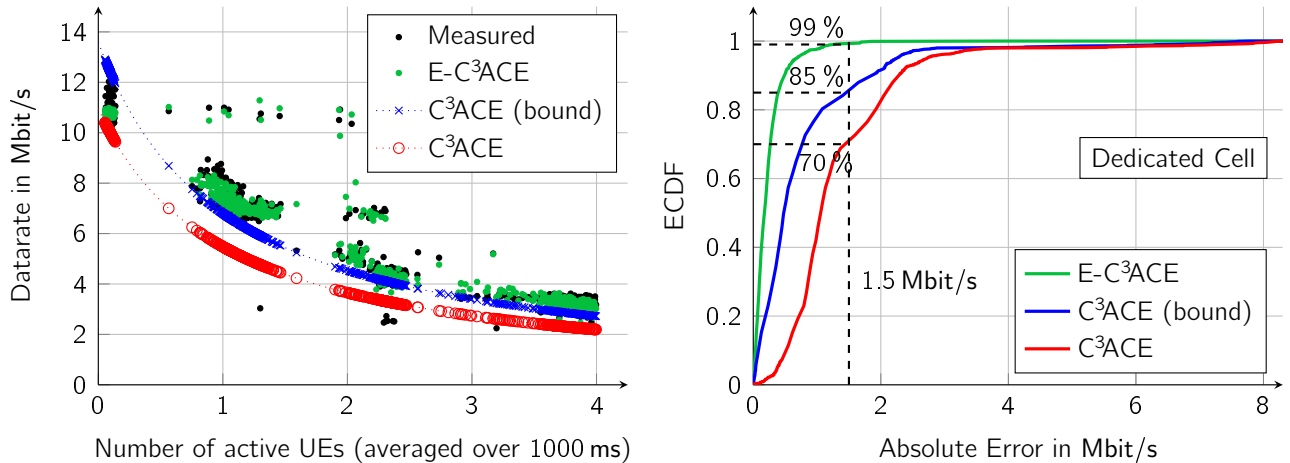 14
12
10
8
6
4
2
0
0 1 2 3 4
Datarate in Mbit/s
Number of active UEs (averaged over 1000 ms)
Measured
E-C³ACE
C³ACE (bound)
C³ACE
1
0.8
0.6
0.4
0.2
0
0 2 4 6 8
ECDF
Absolute Error in Mbit/s
99 %
85 %
70 %
1.5 Mbit/s
Dedicated Cell
E-C³ACE
C³ACE (bound)
C³ACE